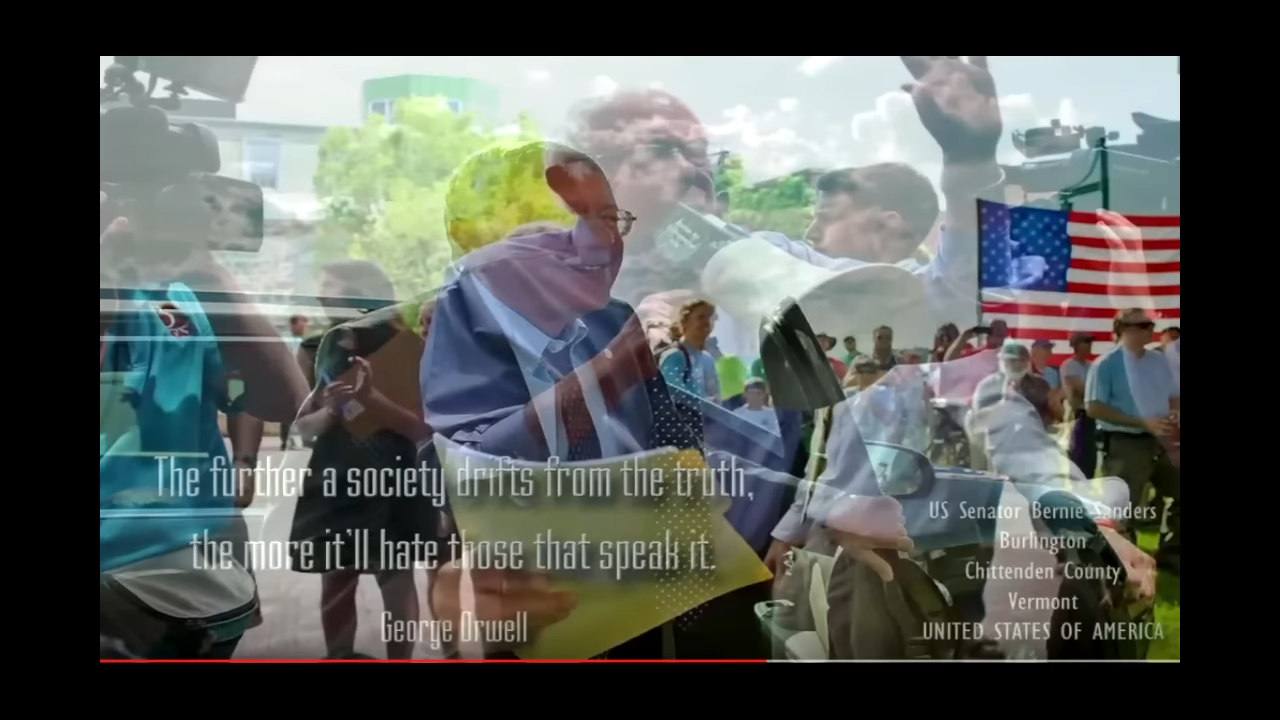 The further a society drifts from the truth,
the more it'll hate those that speak it.
George Orwell
US Senator Bernie Sanders
Burlington
Chittenden County
Vermont
UNITED STATES OF AMERICA